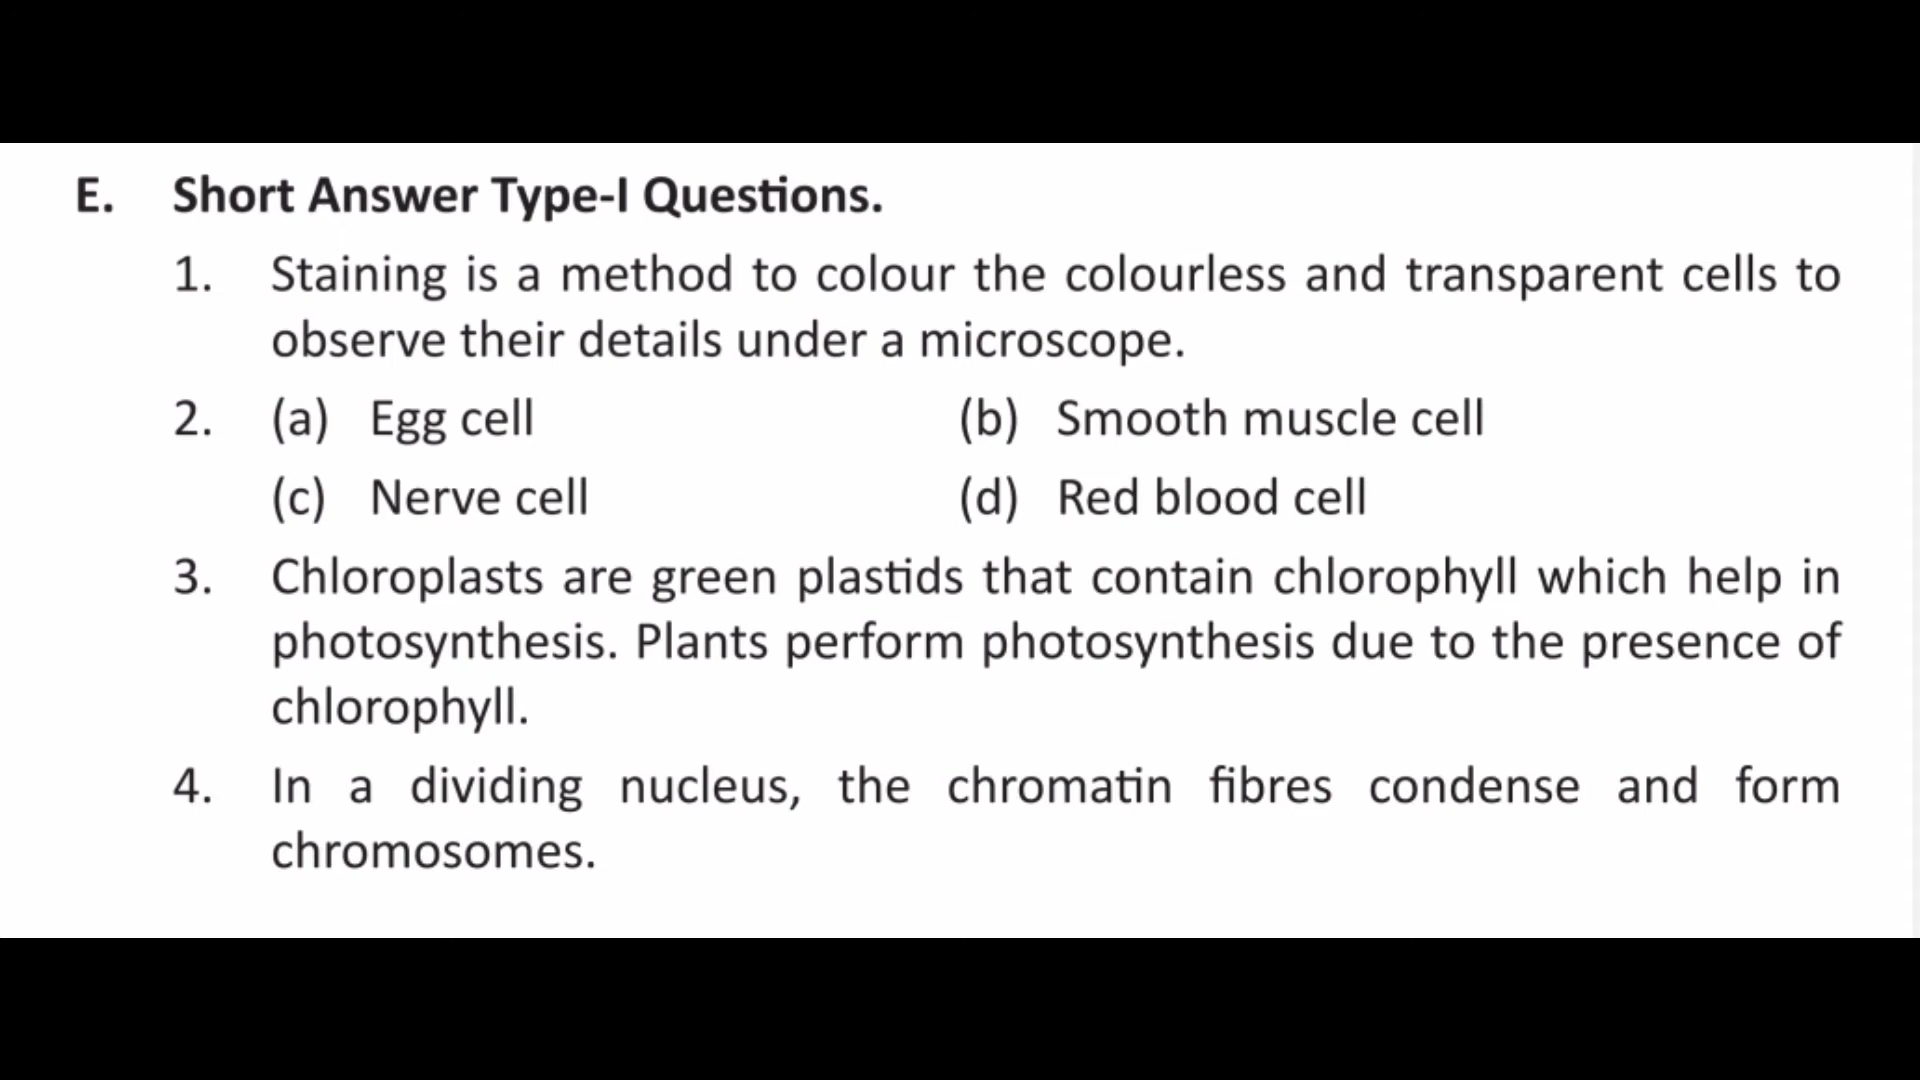 E. Short Answer Type-I Questions.
1. Staining is a method to colour the colourless and transparent cells to
observe their details under a microscope.
2. (a) Egg cell (b) Smooth muscle cell
(c) Nerve cell (d) Red blood cell
3. Chloroplasts are green plastids that contain chlorophyll which help in
photosynthesis. Plants perform photosynthesis due to the presence of
chlorophyll.
4. In a dividing nucleus, the chromatin fibres condense and form
chromosomes.